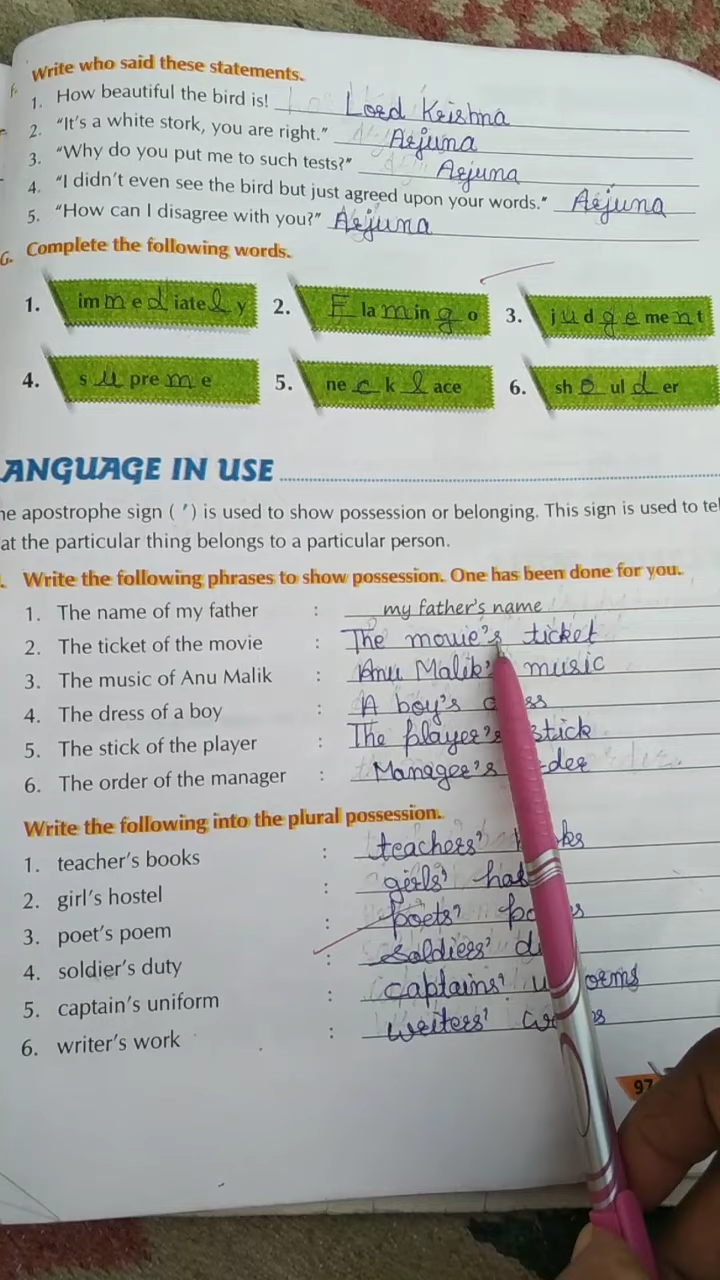 F. Write who said these statements.
1. How beautiful the bird is! Lord Krishna
2. "It's a white stork, you are right." Arjuna
3. "Why do you put me to such tests?" Arjuna
4. "I didn't even see the bird but just agreed upon your words." Arjuna
5. "How can I disagree with you?" Arjuna
G. Complete the following words.
1. immediately 2. Flamingo 3. judgement
4. supreme 5. necklace 6. shoulder
ANGUAGE IN USE
he apostrophe sign (') is used to show possession or belonging. This sign is used to tel
at the particular thing belongs to a particular person.
. Write the following phrases to show possession. One has been done for you.
1. The name of my father : my father's name
2. The ticket of the movie : The movie's ticket
3. The music of Anu Malik : Anu Malik's music
4. The dress of a boy : A boy's ss
5. The stick of the player : The player's stick
6. The order of the manager : Manager's der
Write the following into the plural possession.
1. teacher's books : teachers' ks
2. girl's hostel : girls' hos
3. poet's poem : poets' po s
4. soldier's duty : soldiers' du
5. captain's uniform : captains' u orms
6. writer's work : writers' wo s
97